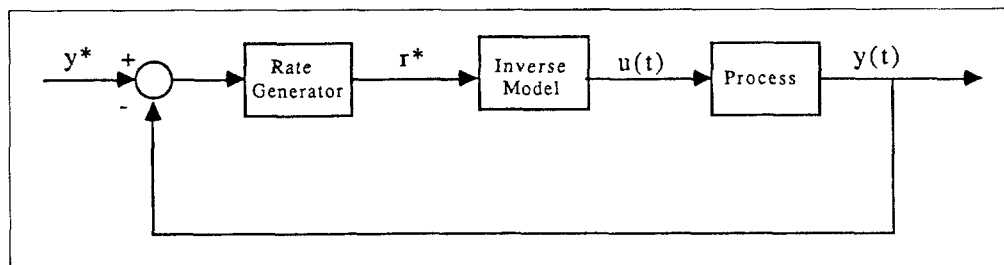 y*
+
-
Rate
Generator
r*
Inverse
Model
u(t)
Process
y(t)